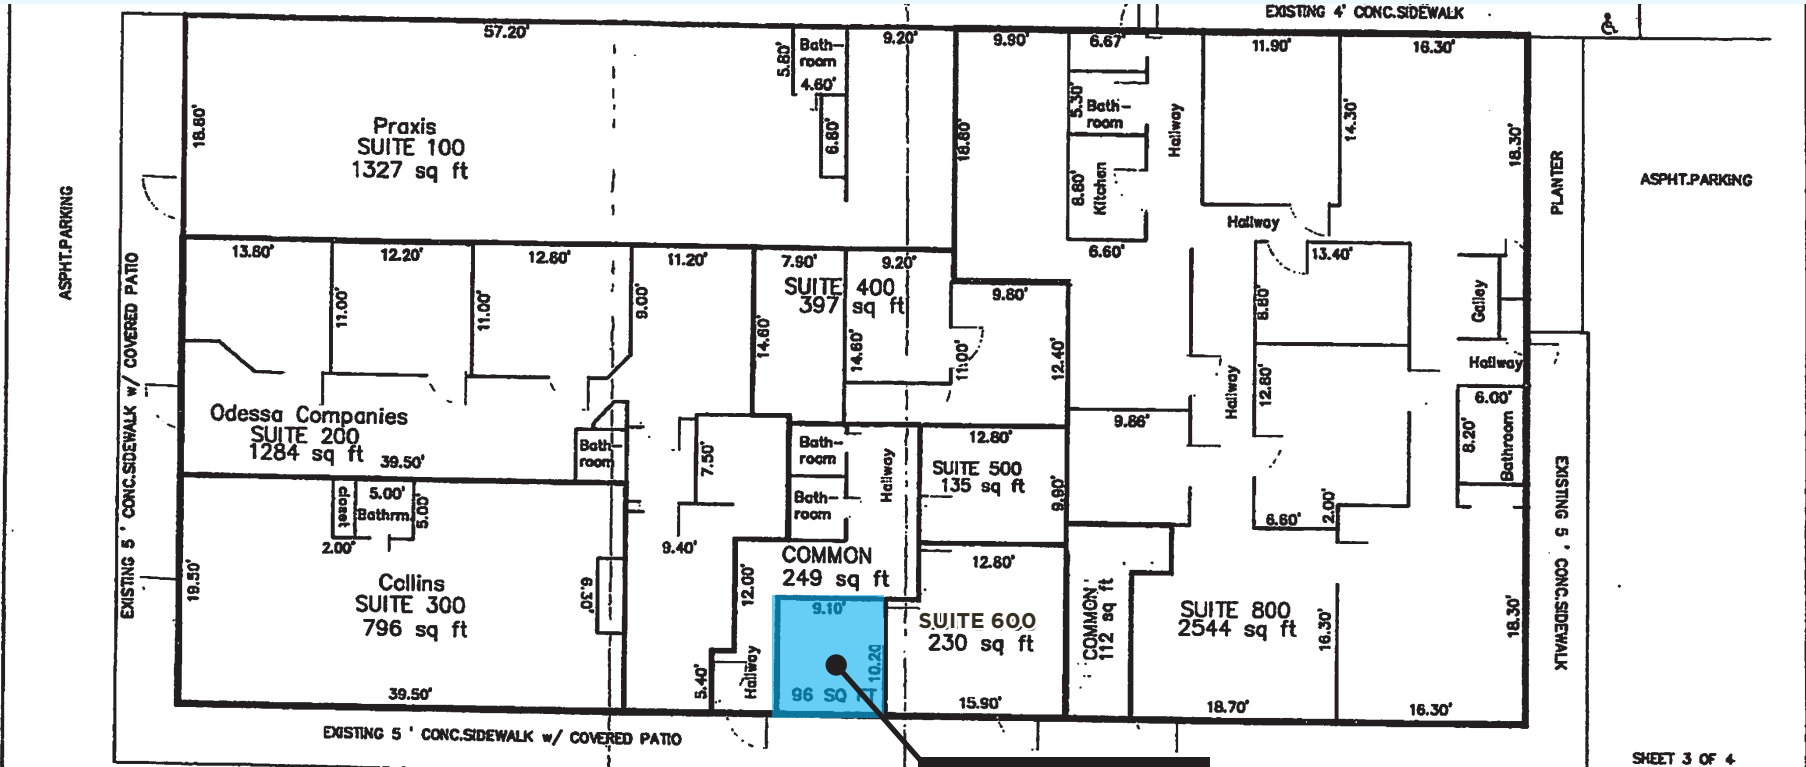 EXISTING 4' CONC.SIDEWALK
57.20'
5.80'
Bath-
room
4.60'
6.80'
9.20'
9.90'
6.67'
11.90'
16.30'
18.80'
Praxis
SUITE 100
1327 sq ft
18.80'
5.30'
Bath-
room
Hallway
14.30'
18.30'
PLANTER
ASPHT.PARKING
8.80'
Kitchen
6.60'
Hallway
13.40'
ASPHT.PARKING
EXISTING 5 ' CONC.SIDEWALK w/ COVERED PATIO
13.80'
12.20'
12.80'
11.20'
7.90'
9.20'
11.00'
11.00'
9.00'
SUITE 400
397 sq ft
14.60'
14.60'
9.80'
11.00'
12.40'
8.80'
Galley
Hallway
Hallway
12.80'
6.00'
8.20'
Bathroom
Odessa Companies
SUITE 200
1284 sq ft
39.50'
Bath-
room
7.50'
9.40'
Bath-
room
Bath-
room
Hallway
12.80'
SUITE 500
135 sq ft
9.90'
9.86'
6.60'
2.00'
EXISTING 5 ' CONC.SIDEWALK
closet
5.00'
Bathrm.
5.00'
2.00'
19.50'
Collins
SUITE 300
796 sq ft
6.30'
39.50'
COMMON
249 sq ft
12.00'
5.40'
Hallway
9.10'
10.20
96 SQ FT
12.80'
SUITE 600
230 sq ft
15.90'
COMMON
112 sq ft
SUITE 800
2544 sq ft
16.30'
18.30'
18.70'
16.30'
EXISTING 5 ' CONC.SIDEWALK w/ COVERED PATIO
SHEET 3 OF 4